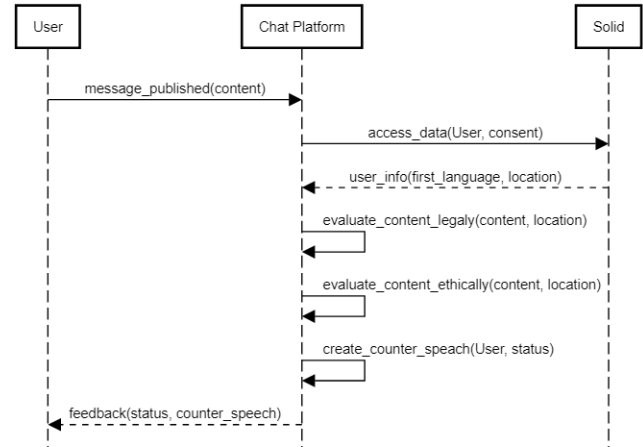 User
Chat Platform
Solid
message_published(content)
access_data(User, consent)
user_info(first_language, location)
evaluate_content_legaly(content, location)
evaluate_content_ethically(content, location)
create_counter_speach(User, status)
feedback(status, counter_speech)